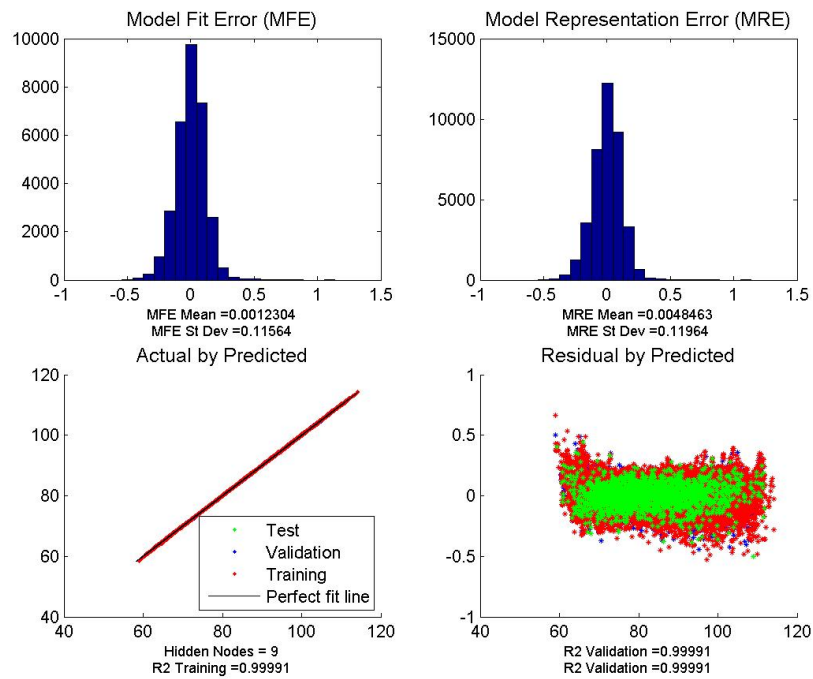 Model Fit Error (MFE)
10000
8000
6000
4000
2000
0
-1 -0.5 0 0.5 1 1.5
MFE Mean =0.0012304
MFE St Dev =0.11564
Model Representation Error (MRE)
15000
10000
5000
0
-1 -0.5 0 0.5 1 1.5
MRE Mean =0.0048463
MRE St Dev =0.11964
Actual by Predicted
120
100
80
60
40
40 60 80 100 120
Test
Validation
Training
Perfect fit line
Hidden Nodes = 9
R2 Training =0.99991
Residual by Predicted
1
0.5
0
-0.5
-1
40 60 80 100 120
R2 Validation =0.99991
R2 Validation =0.99991